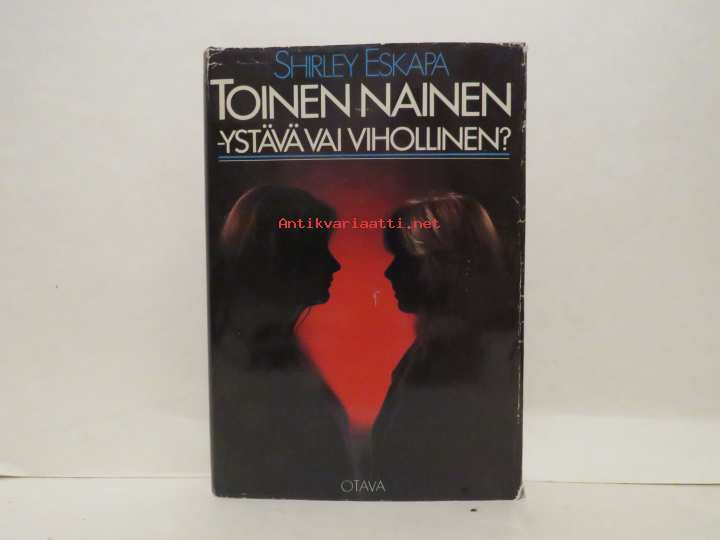 SHIRLEY ESKAPA
TOINEN NAINEN
-YSTÄVÄ VAI VIHOLLINEN?
Antikvariaatti.net
OTAVA